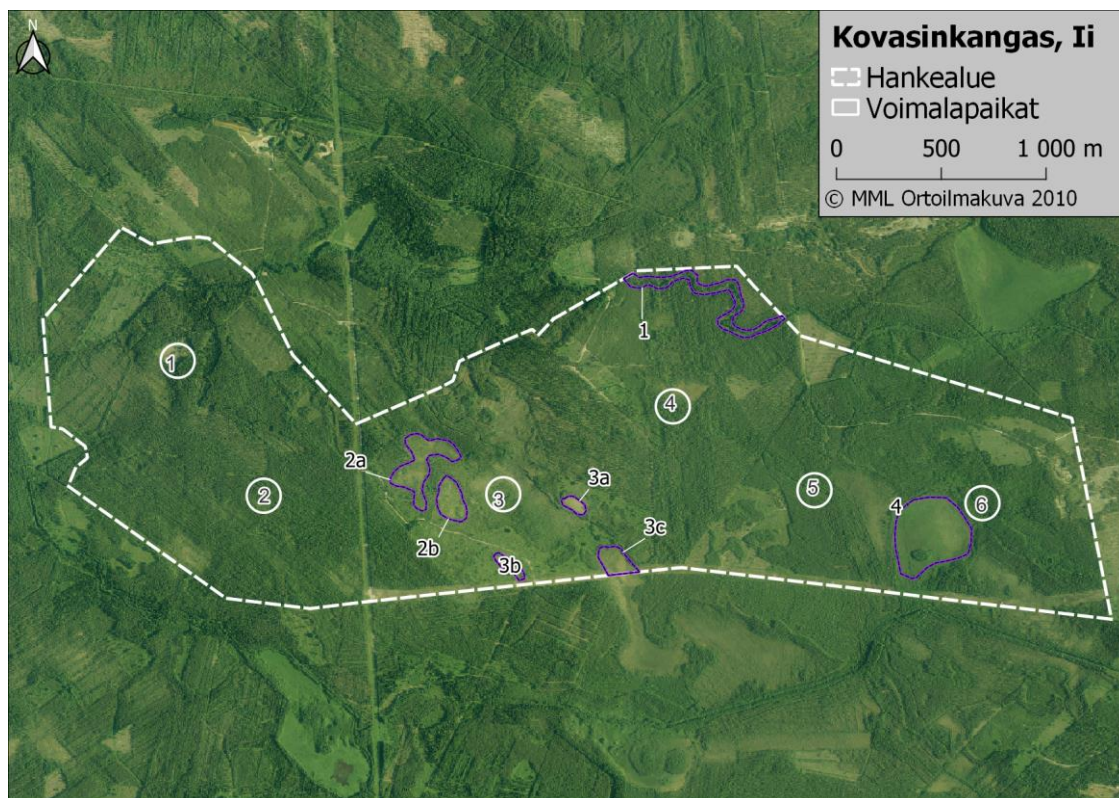 N
Kovasinkangas, Ii
Hankealue
Voimalapaikat
0 500 1 000 m
© MML Ortoilmakuva 2010
1
1
4
2a
2
3
3a
5
4
6
2b
3b
3c